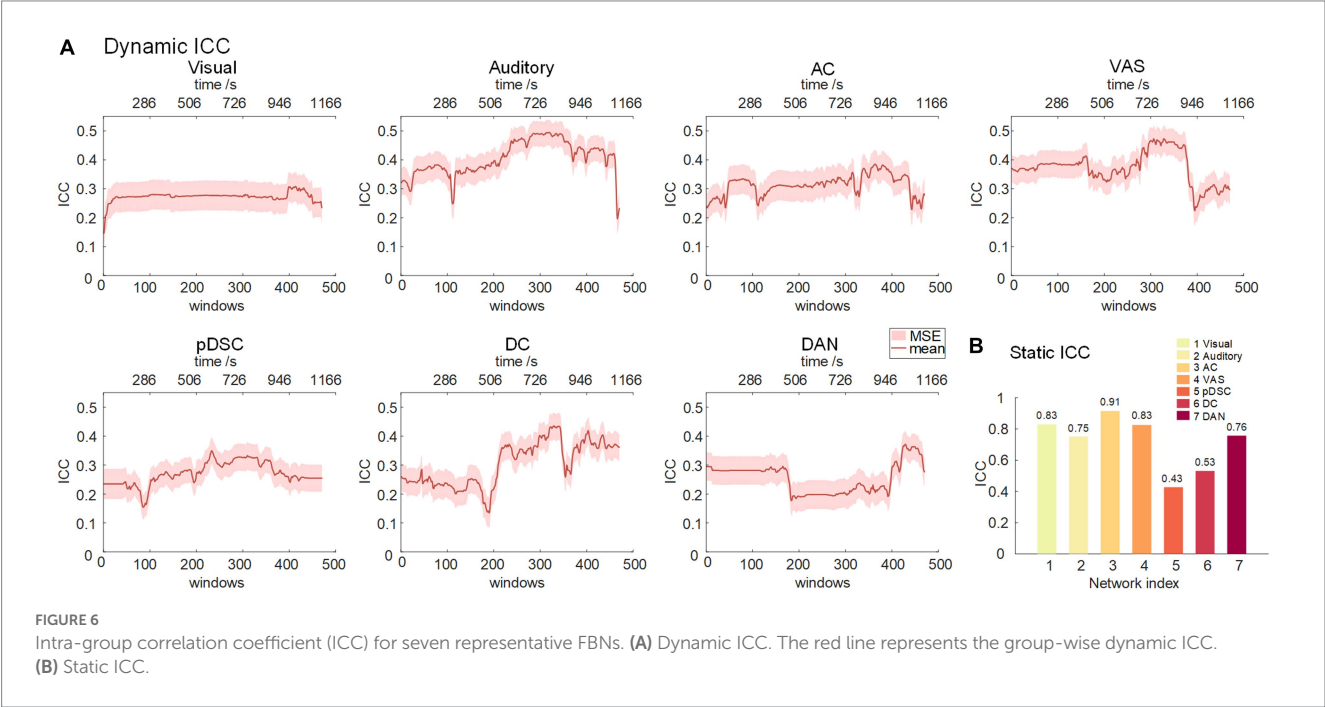 A Dynamic ICC
Visual
time /s
286 506 726 946 1166
ICC
0.5
0.4
0.3
0.2
0.1
0
0 100 200 300 400 500
windows
Auditory
time /s
286 506 726 946 1166
ICC
0.5
0.4
0.3
0.2
0.1
0
0 100 200 300 400 500
windows
AC
time /s
286 506 726 946 1166
ICC
0.5
0.4
0.3
0.2
0.1
0
0 100 200 300 400 500
windows
VAS
time /s
286 506 726 946 1166
ICC
0.5
0.4
0.3
0.2
0.1
0
0 100 200 300 400 500
windows
pDSC
time /s
286 506 726 946 1166
ICC
0.5
0.4
0.3
0.2
0.1
0
0 100 200 300 400 500
windows
DC
time /s
286 506 726 946 1166
ICC
0.5
0.4
0.3
0.2
0.1
0
0 100 200 300 400 500
windows
DAN
time /s
286 506 726 946 1166
ICC
0.5
0.4
0.3
0.2
0.1
0
0 100 200 300 400 500
windows
MSE
mean
B Static ICC
1 Visual
2 Auditory
3 AC
4 VAS
5 pDSC
6 DC
7 DAN
ICC
1
0.8
0.6
0.4
0.2
0
0.83 0.75 0.91 0.83 0.43 0.53 0.76
1 2 3 4 5 6 7
Network index
FIGURE 6
Intra-group correlation coefficient (ICC) for seven representative FBNs. (A) Dynamic ICC. The red line represents the group-wise dynamic ICC.
(B) Static ICC.